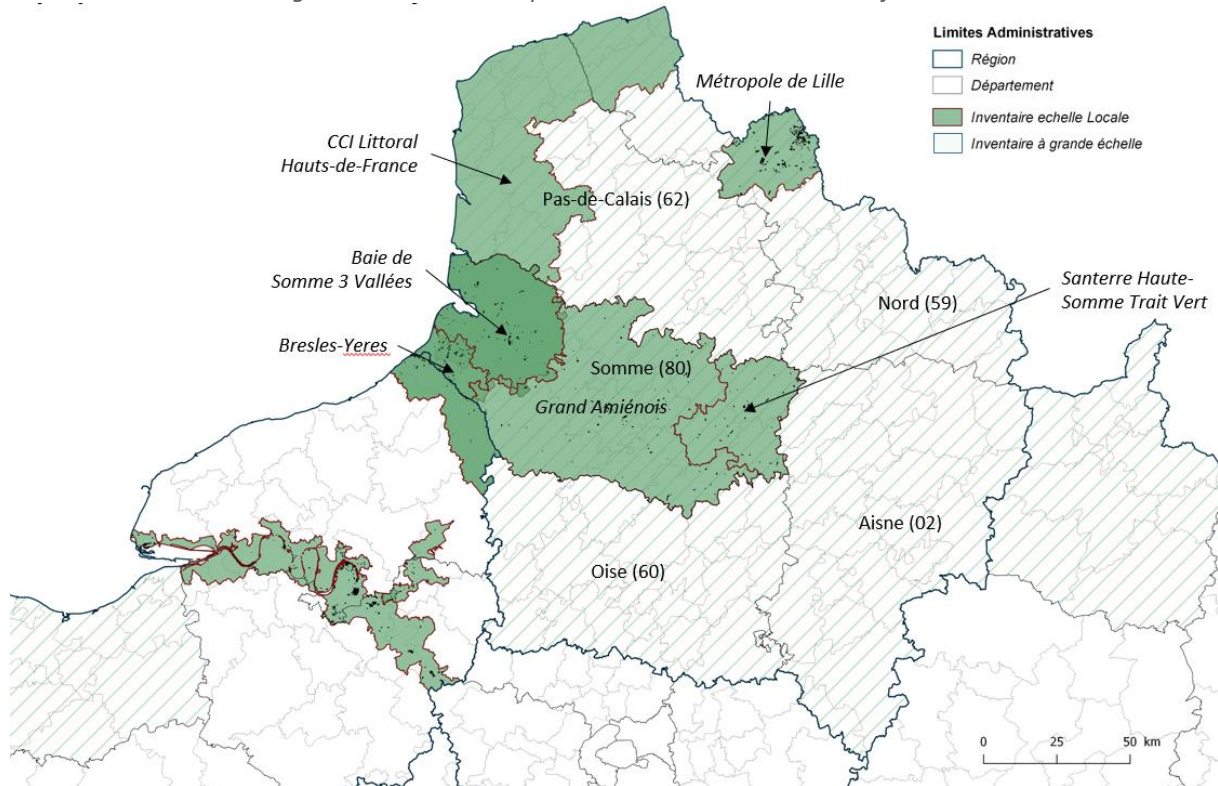 Limites Administratives
Région
Département
Inventaire echelle Locale
Inventaire à grande échelle
Métropole de Lille
CCI Littoral
Hauts-de-France
Pas-de-Calais (62)
Baie de
Somme 3 Vallées
Santerre Haute-
Somme Trait Vert
Nord (59)
Bresles-Yeres
Somme (80)
Grand Amiénois
Aisne (02)
Oise (60)
0 25 50 km